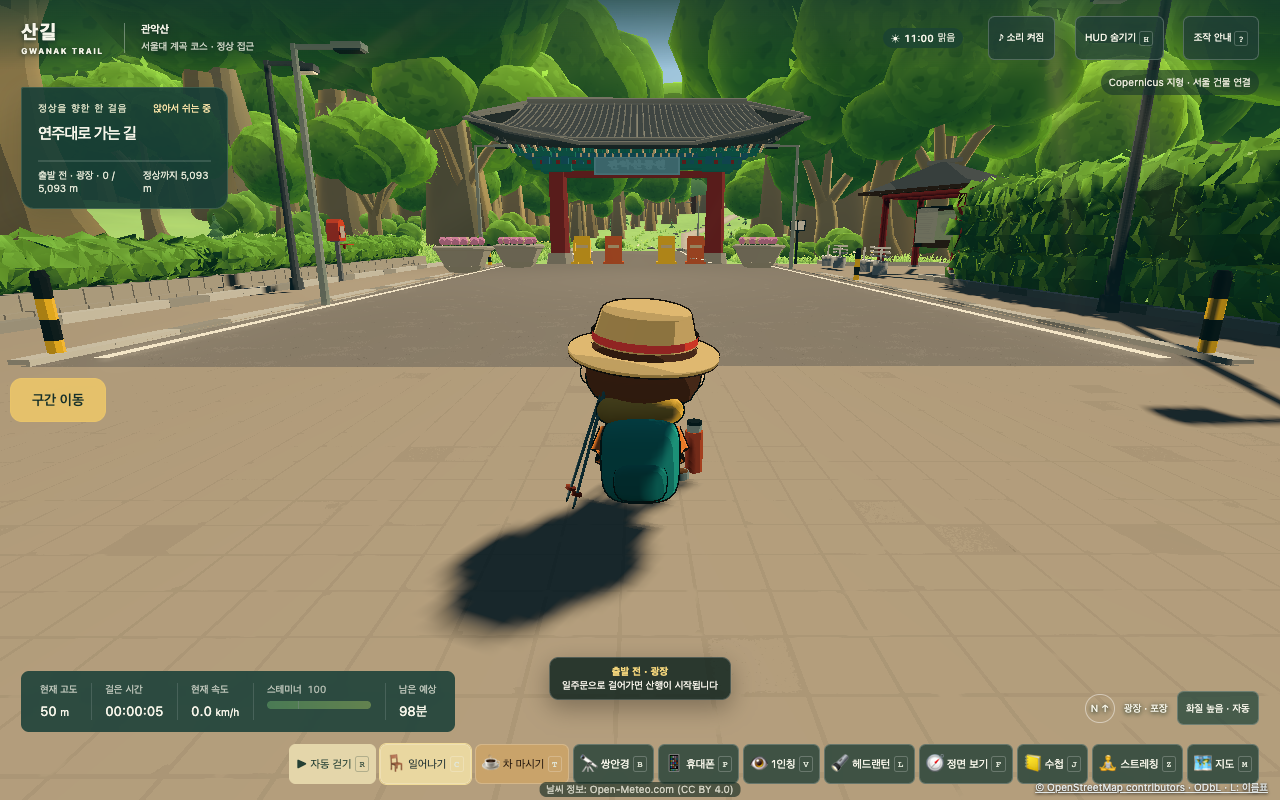 산길
GWANAK TRAIL
관악산
서울대 계곡 코스 · 정상 접근
☀ 11:00 맑음
♪ 소리 켜짐
HUD 숨기기 H
조작 안내 ?
Copernicus 지형 · 서울 건물 연결
정상을 향한 한 걸음
앉아서 쉬는 중
연주대로 가는 길
출발 전 · 광장 · 0 /
5,093 m
정상까지 5,093
m
구간 이동
현재 고도
50 m
걸은 시간
00:00:05
현재 속도
0.0 km/h
스태미너 100
남은 예상
98분
출발 전 · 광장
일주문으로 걸어가면 산행이 시작됩니다
N ↑
광장 · 포장
화질 높음 · 자동
▶ 자동 걷기 R
일어나기 C
차 마시기 T
쌍안경 B
휴대폰 P
1인칭 V
헤드랜턴 L
정면 보기 F
수첩 J
스트레칭 Z
지도 M
날씨 정보: Open-Meteo.com (CC BY 4.0)
© OpenStreetMap contributors · ODbL · L: 이름표